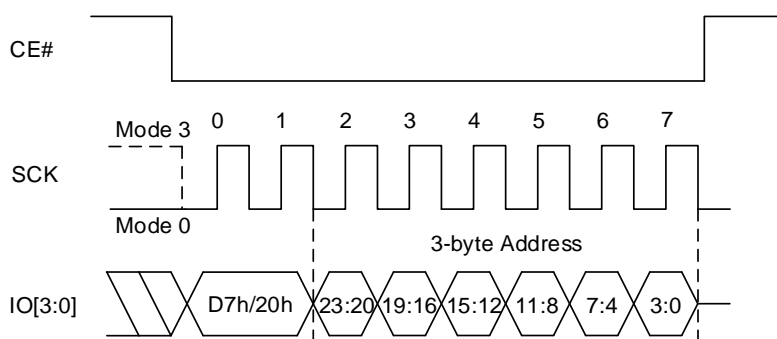 CE#
Mode 3 0 1 2 3 4 5 6 7
SCK
Mode 0
3-byte Address
IO[3:0] D7h/20h 23:20 19:16 15:12 11:8 7:4 3:0